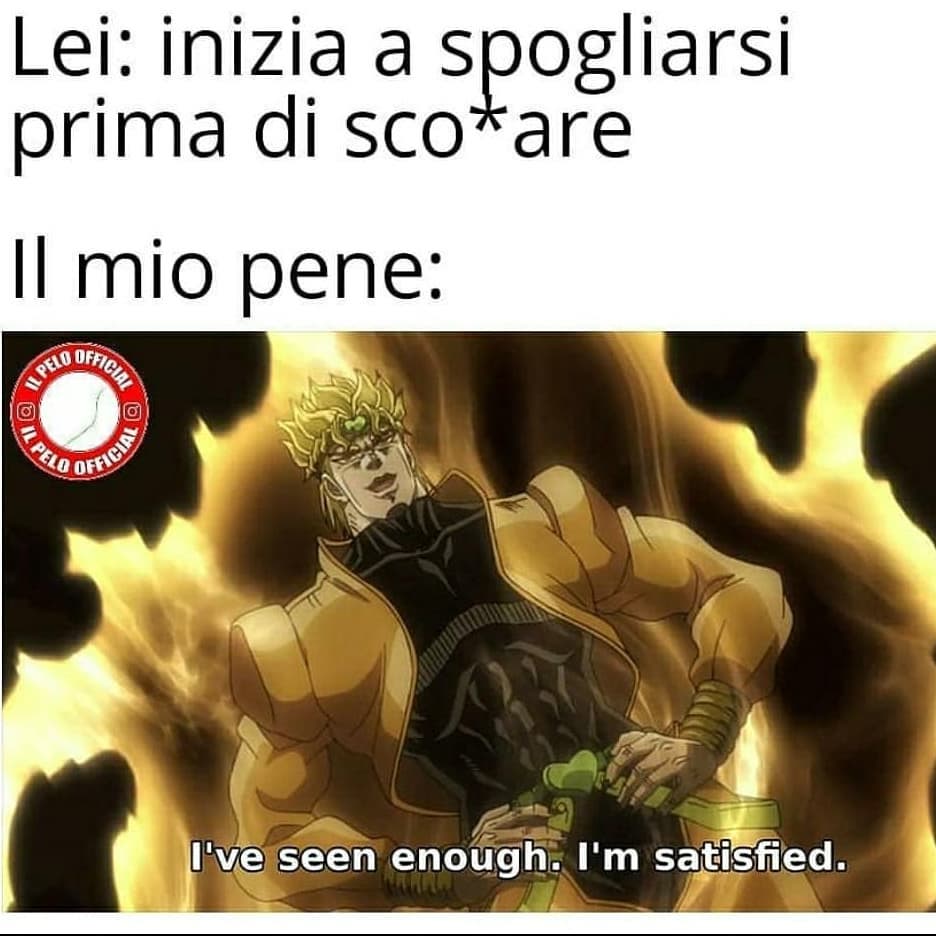 Lei: inizia a spogliarsi
prima di sco*are
Il mio pene:
IL PELO OFFICIAL
IL PELO OFFICIAL
I've seen enough. I'm satisfied.